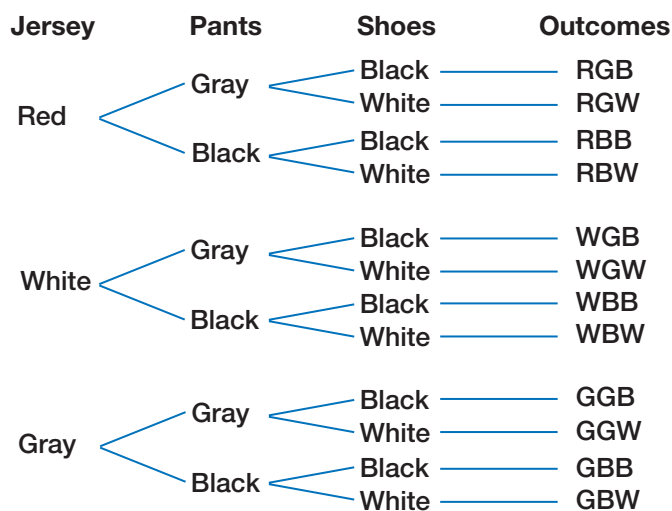 Jersey Pants Shoes Outcomes
Red
Gray
Black RGB
White RGW
Black
Black RBB
White RBW
White
Gray
Black WGB
White WGW
Black
Black WBB
White WBW
Gray
Gray
Black GGB
White GGW
Black
Black GBB
White GBW